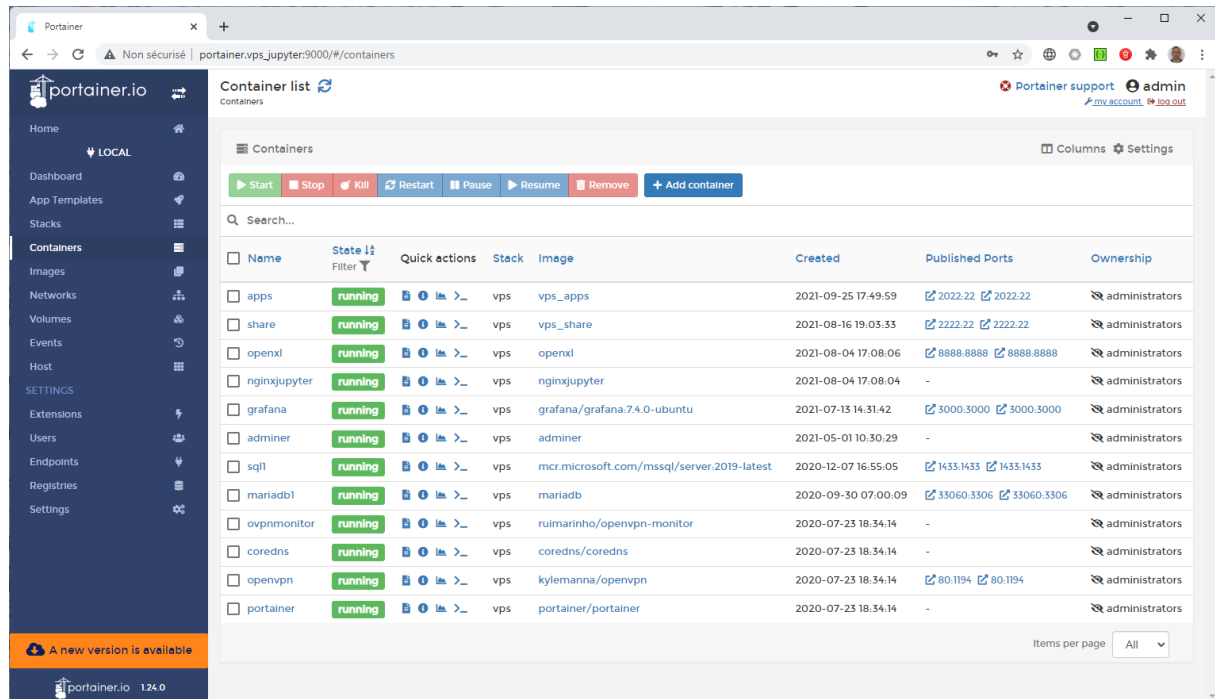 Portainer
Non sécurisé portainer.vps_jupyter:9000/#/containers
portainer.io
Container list
Containers
Portainer support admin
my account log out
Home
LOCAL
Dashboard
App Templates
Stacks
Containers
Images
Networks
Volumes
Events
Host
SETTINGS
Extensions
Users
Endpoints
Registries
Settings
A new version is available
portainer.io 1.24.0
Containers Columns Settings
Start Stop Kill Restart Pause Resume Remove + Add container
Search...
Name State Filter Quick actions Stack Image Created Published Ports Ownership
apps running vps vps_apps 2021-09-25 17:49:59 2022:22 2022:22 administrators
share running vps vps_share 2021-08-16 19:03:33 2222:22 2222:22 administrators
openxl running vps openxl 2021-08-04 17:08:06 8888:8888 8888:8888 administrators
nginxjupyter running vps nginxjupyter 2021-08-04 17:08:04 - administrators
grafana running vps grafana/grafana:7.4.0-ubuntu 2021-07-13 14:31:42 3000:3000 3000:3000 administrators
adminer running vps adminer 2021-05-01 10:30:29 - administrators
sql1 running vps mcr.microsoft.com/mssql/server:2019-latest 2020-12-07 16:55:05 1433:1433 1433:1433 administrators
mariadb1 running vps mariadb 2020-09-30 07:00:09 33060:3306 33060:3306 administrators
ovpnmonitor running vps ruimarinho/openvpn-monitor 2020-07-23 18:34:14 - administrators
coredns running vps coredns/coredns 2020-07-23 18:34:14 - administrators
openvpn running vps kylemanna/openvpn 2020-07-23 18:34:14 80:1194 80:1194 administrators
portainer running vps portainer/portainer 2020-07-23 18:34:14 - administrators
Items per page All